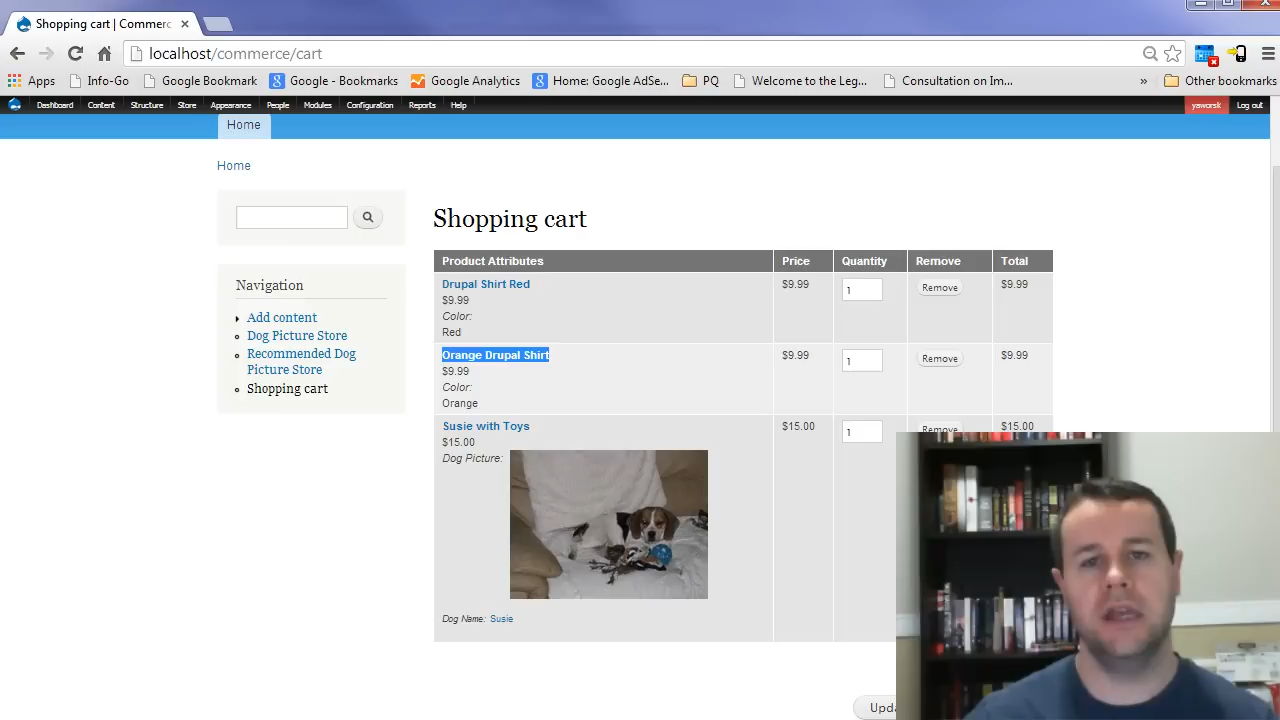 Shopping cart | Commerc
localhost/commerce/cart
Apps
Info-Go
Google Bookmark
Google - Bookmarks
Google Analytics
Home: Google AdSe...
PQ
Welcome to the Leg...
Consultation on Im...
»
Other bookmarks
Dashboard Content Structure Store Appearance People Modules Configuration Reports Help
yaworsk Log out
Home
Home
Shopping cart
Navigation
Add content
Dog Picture Store
Recommended Dog
Picture Store
Shopping cart
Product Attributes Price Quantity Remove Total
Drupal Shirt Red $9.99 1 Remove $9.99
$9.99
Color:
Red
Orange Drupal Shirt $9.99 1 Remove $9.99
$9.99
Color:
Orange
Susie with Toys $15.00 1 Remove $15.00
$15.00
Dog Picture:
Dog Name: Susie
Upda